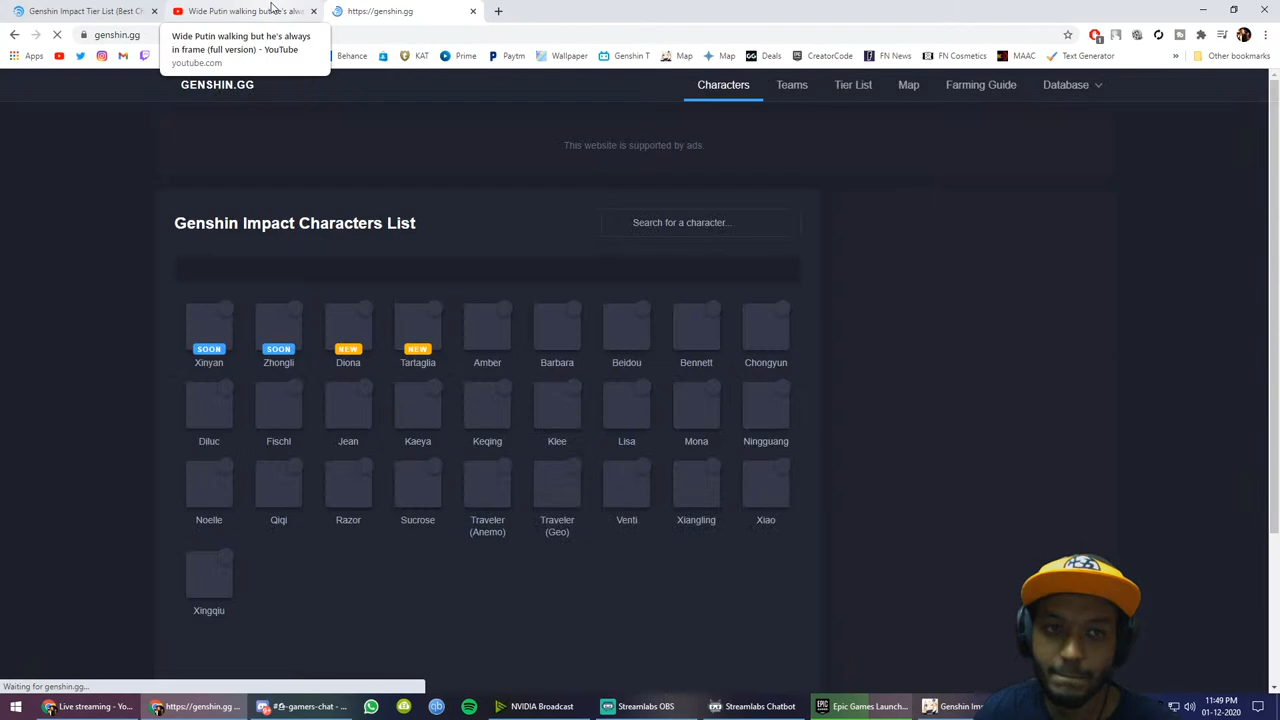 Genshin Impact Tier List (Best Ch
Wide Putin walking but he's alwa
https://genshin.gg
genshin.gg
Wide Putin walking but he's always
in frame (full version) - YouTube
youtube.com
Apps
Behance
KAT
Prime
Paytm
Wallpaper
Genshin T
Map
Map
Deals
CreatorCode
FN News
FN Cosmetics
MAAC
Text Generator
»
Other bookmarks
GENSHIN.GG
Characters
Teams
Tier List
Map
Farming Guide
Database
This website is supported by ads.
Genshin Impact Characters List
Search for a character...
SOON
SOON
NEW
NEW
Xinyan
Zhongli
Diona
Tartaglia
Amber
Barbara
Beidou
Bennett
Chongyun
Diluc
Fischl
Jean
Kaeya
Keqing
Klee
Lisa
Mona
Ningguang
Noelle
Qiqi
Razor
Sucrose
Traveler
(Anemo)
Traveler
(Geo)
Venti
Xiangling
Xiao
Xingqiu
Waiting for genshin.gg...
Live streaming - Yo...
https://genshin.gg ...
NVIDIA Broadcast
Streamlabs OBS
Streamlabs Chatbot
Epic Games Launch...
Genshin Im
11:49 PM
01-12-2020